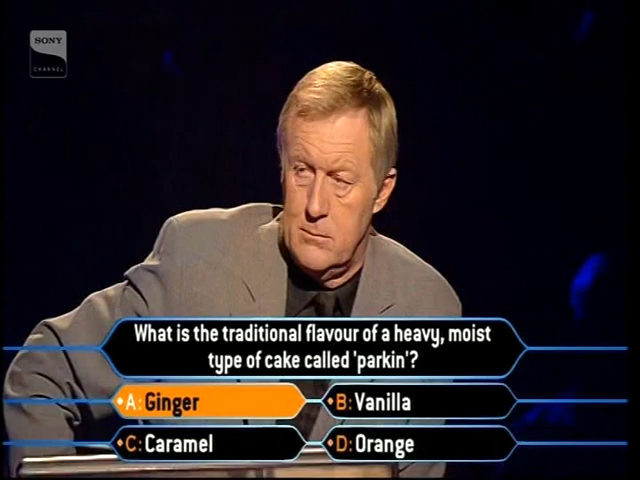 SONY
CHANNEL
What is the traditional flavour of a heavy, moist
type of cake called 'parkin'?
A: Ginger
B: Vanilla
C: Caramel
D: Orange